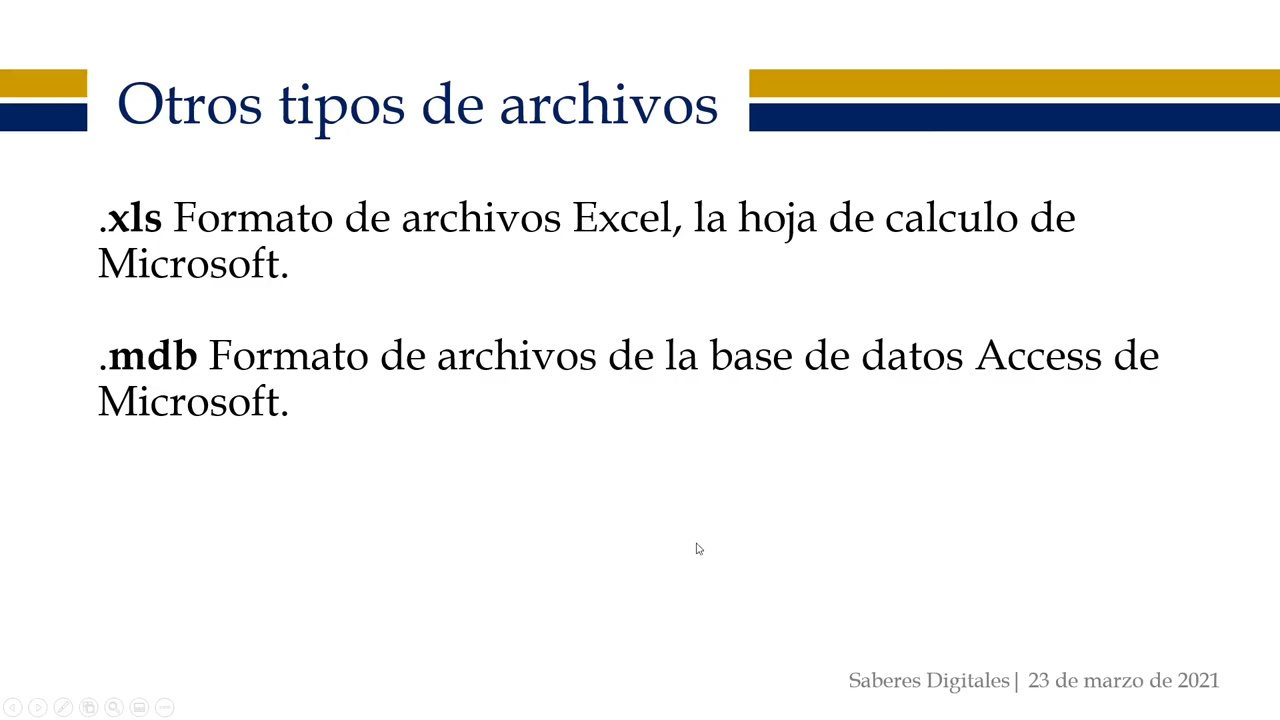 Otros tipos de archivos
.xls Formato de archivos Excel, la hoja de calculo de
Microsoft.
.mdb Formato de archivos de la base de datos Access de
Microsoft.
Saberes Digitales| 23 de marzo de 2021